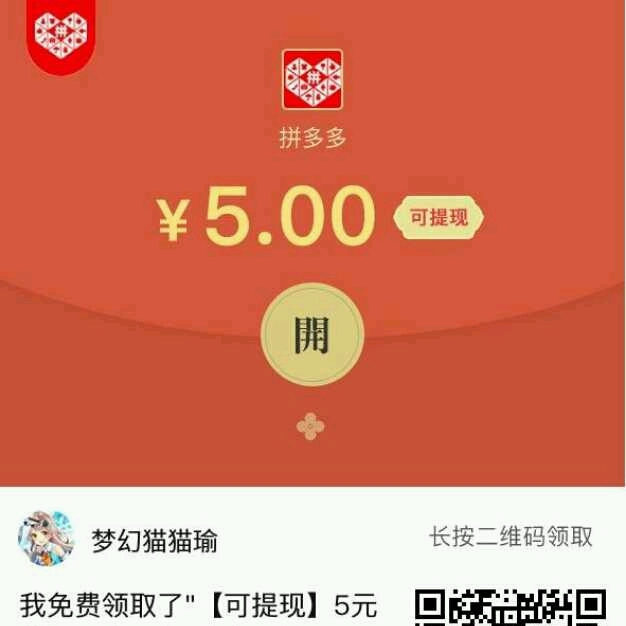 拼
拼
拼多多
¥5.00 可提现
開
梦幻猫猫瑜
长按二维码领取
我免费领取了"【可提现】5元